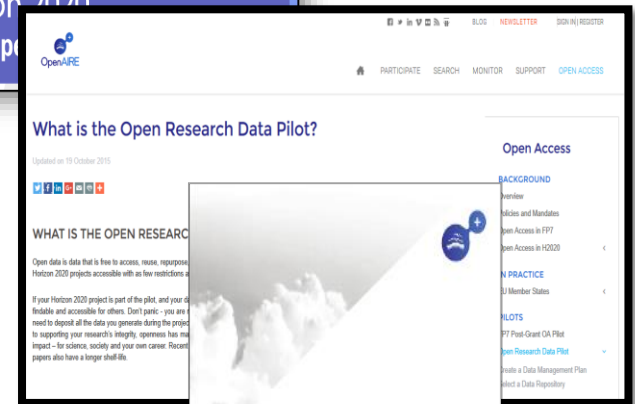 on 2020
BLOG NEWSLETTER SIGN IN | REGISTER
OpenAIRE
PARTICIPATE SEARCH MONITOR SUPPORT OPEN ACCESS
What is the Open Research Data Pilot?
Updated on 19 October 2015
WHAT IS THE OPEN RESEARC
Open data is data that is free to access, reuse, repurpose,
Horizon 2020 projects accessible with as few restrictions a
If your Horizon 2020 project is part of the pilot, and your da
findable and accessible for others. Don't panic - you are
need to deposit all the data you generate during the projec
to supporting your research's integrity, openness has ma
impact – for science, society and your own career. Recent
papers also have a longer shelf-life.
Open Access
BACKGROUND
Overview
Policies and Mandates
Open Access in FP7
Open Access in H2020
N PRACTICE
EU Member States
PILOTS
FP7 Post-Grant OA Pilot
Open Research Data Pilot
Create a Data Management Plan
Select a Data Repository